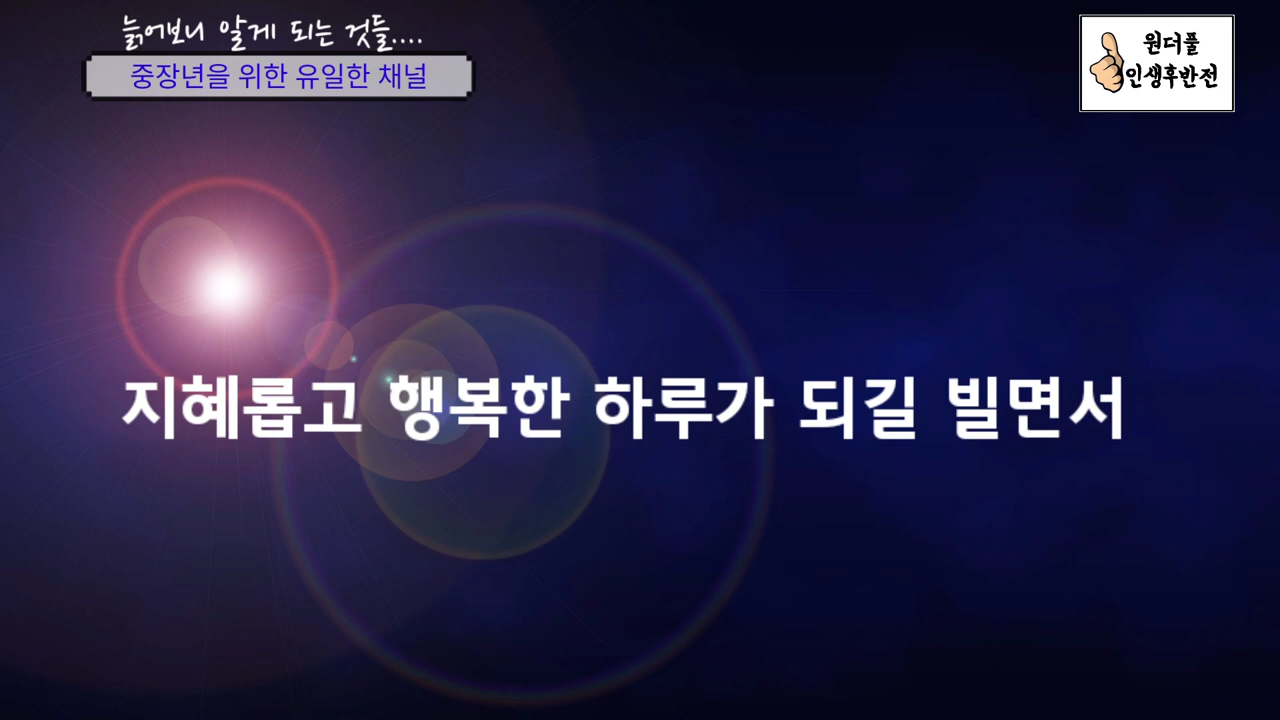 늙어보니 알게 되는 것들....
중장년을 위한 유일한 채널
원더풀
인생후반전
지혜롭고 행복한 하루가 되길 빌면서